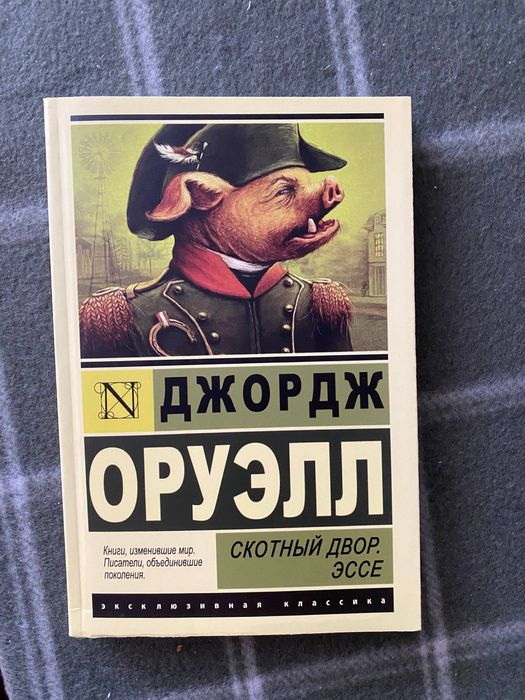 N
ДЖОРДЖ
ОРУЭЛЛ
Книги, изменившие мир.
Писатели, объединившие
поколения.
СКОТНЫЙ ДВОР.
ЭССЕ
эксклюзивная классика